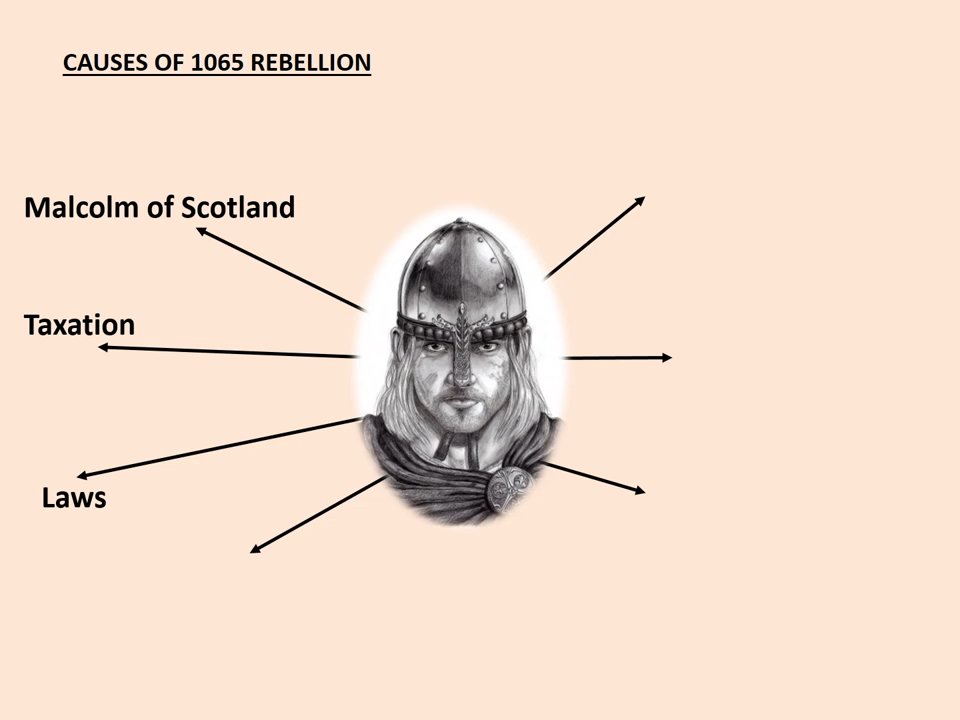 CAUSES OF 1065 REBELLION
Malcolm of Scotland
Taxation
Laws